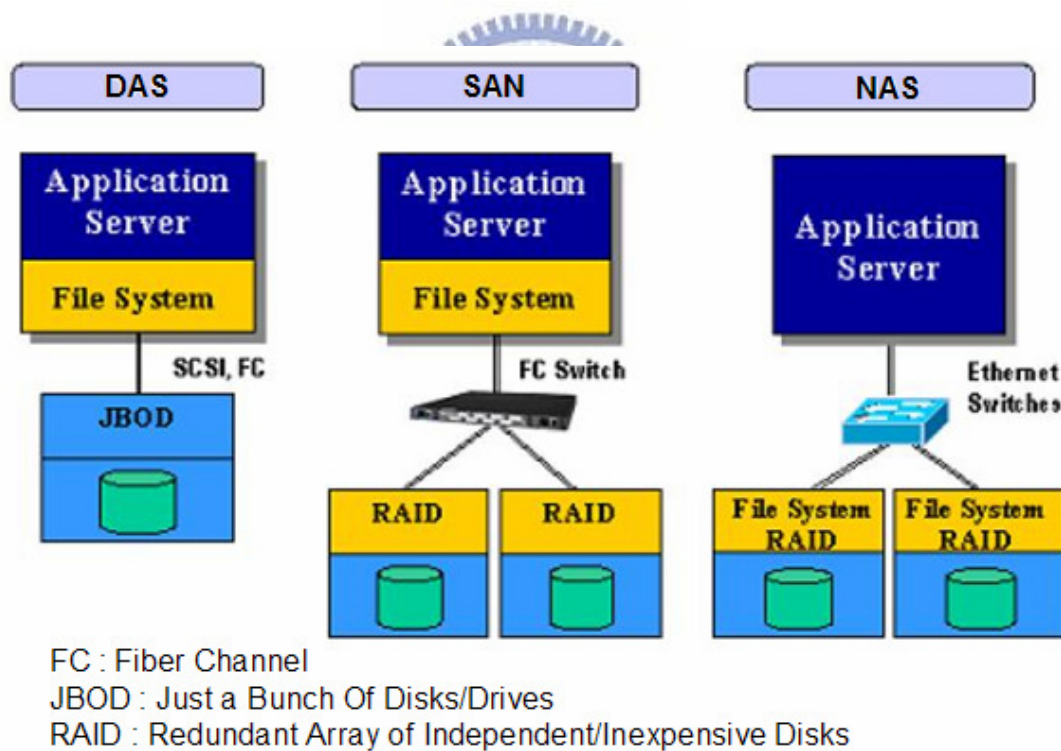 DAS
SAN
NAS
Application
Server
File System
SCSI, FC
JBOD
Application
Server
File System
FC Switch
RAID
RAID
Application
Server
Ethernet
Switches
File System
RAID
File System
RAID
FC : Fiber Channel
JBOD : Just a Bunch Of Disks/Drives
RAID : Redundant Array of Independent/Inexpensive Disks